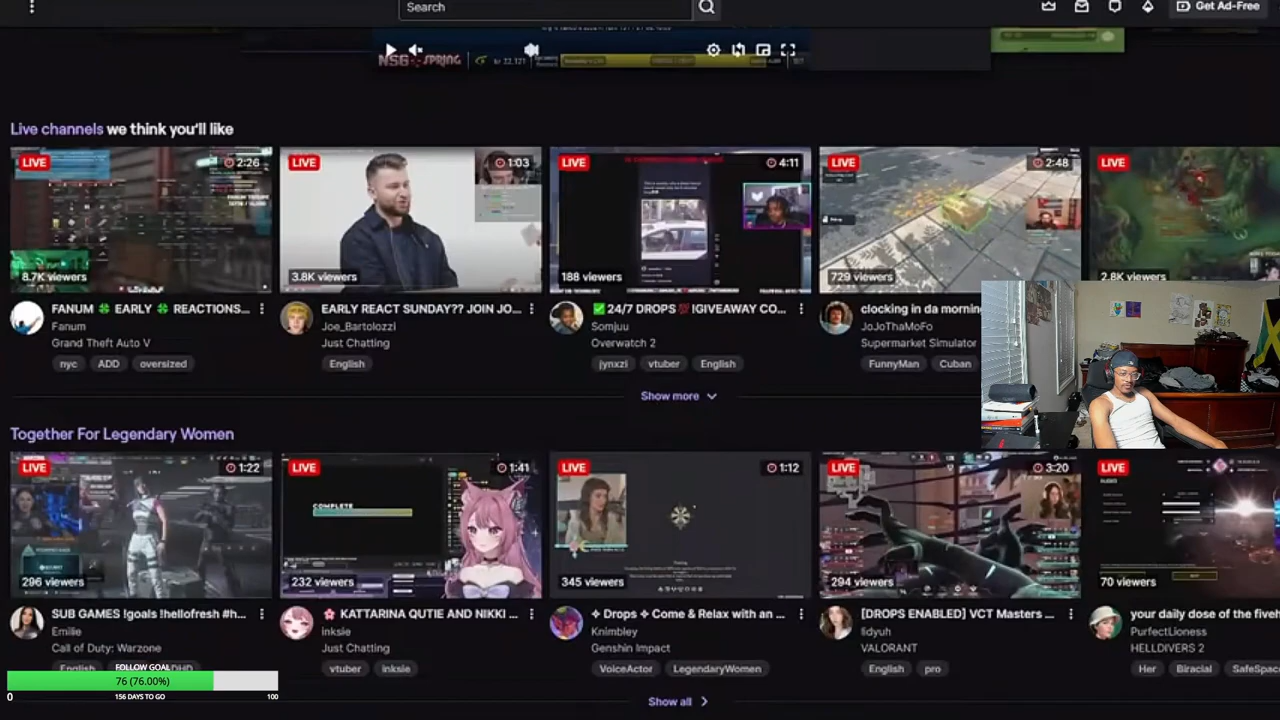 Search
Get Ad-Free
NSG SPRING
Live channels we think you'll like
LIVE
2:26
8.7K viewers
FANUM 🍀 EARLY 🍀 REACTIONS...
Fanum
Grand Theft Auto V
nyc ADD oversized
LIVE
1:03
3.8K viewers
EARLY REACT SUNDAY?? JOIN JO...
Joe_Bartolozzi
Just Chatting
English
LIVE
4:11
188 viewers
✅24/7 DROPS💯!GIVEAWAY CO...
Somjuu
Overwatch 2
jynxzi vtuber English
LIVE
2:48
729 viewers
clocking in da morning
JoJoThaMoFo
Supermarket Simulator
FunnyMan Cuban
LIVE
2.8K viewers
Show more
Together For Legendary Women
LIVE
1:22
296 viewers
SUB GAMES !goals !hellofresh #h...
Emilie
Call of Duty: Warzone
English
LIVE
1:41
COMPLETE
232 viewers
🌸 KATTARINA QUTIE AND NIKKI ...
inksie
Just Chatting
vtuber inksie
LIVE
1:12
345 viewers
✧ Drops ✧ Come & Relax with an ...
Knimbley
Genshin Impact
VoiceActor LegendaryWomen
LIVE
3:20
294 viewers
[DROPS ENABLED] VCT Masters ...
lidyuh
VALORANT
English pro
LIVE
AUDIO
70 viewers
your daily dose of the fiveh
PurfectLioness
HELLDIVERS 2
Her Biracial SafeSpac
FOLLOW GOAL
76 (76.00%)
0 156 DAYS TO GO 100
Show all